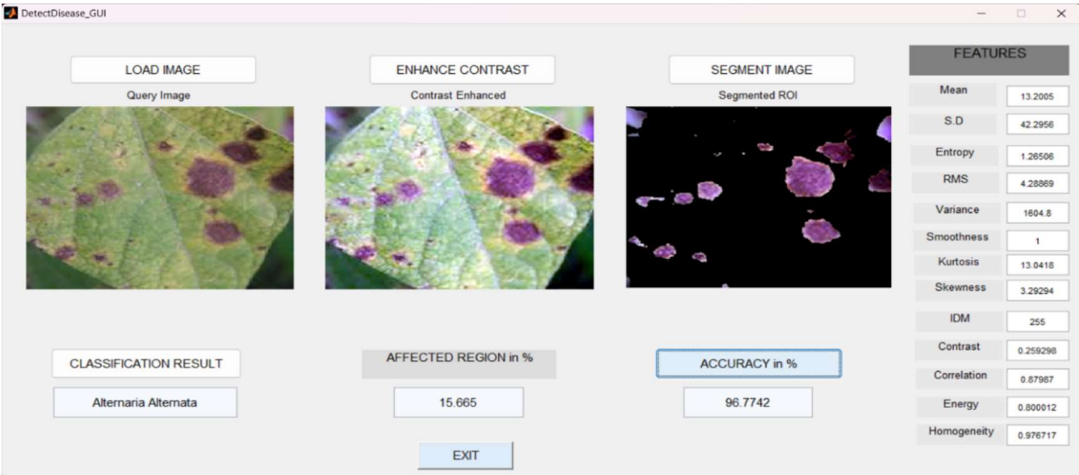 DetectDisease_GUI
LOAD IMAGE
Query Image
ENHANCE CONTRAST
Contrast Enhanced
SEGMENT IMAGE
Segmented ROI
FEATURES
Mean 13.2005
S.D 42.2956
Entropy 1.26506
RMS 4.28869
Variance 1604.8
Smoothness 1
Kurtosis 13.0418
Skewness 3.29294
IDM 255
Contrast 0.259298
Correlation 0.87987
Energy 0.800012
Homogeneity 0.976717
CLASSIFICATION RESULT
Alternaria Alternata
AFFECTED REGION in %
15.665
ACCURACY in %
96.7742
EXIT